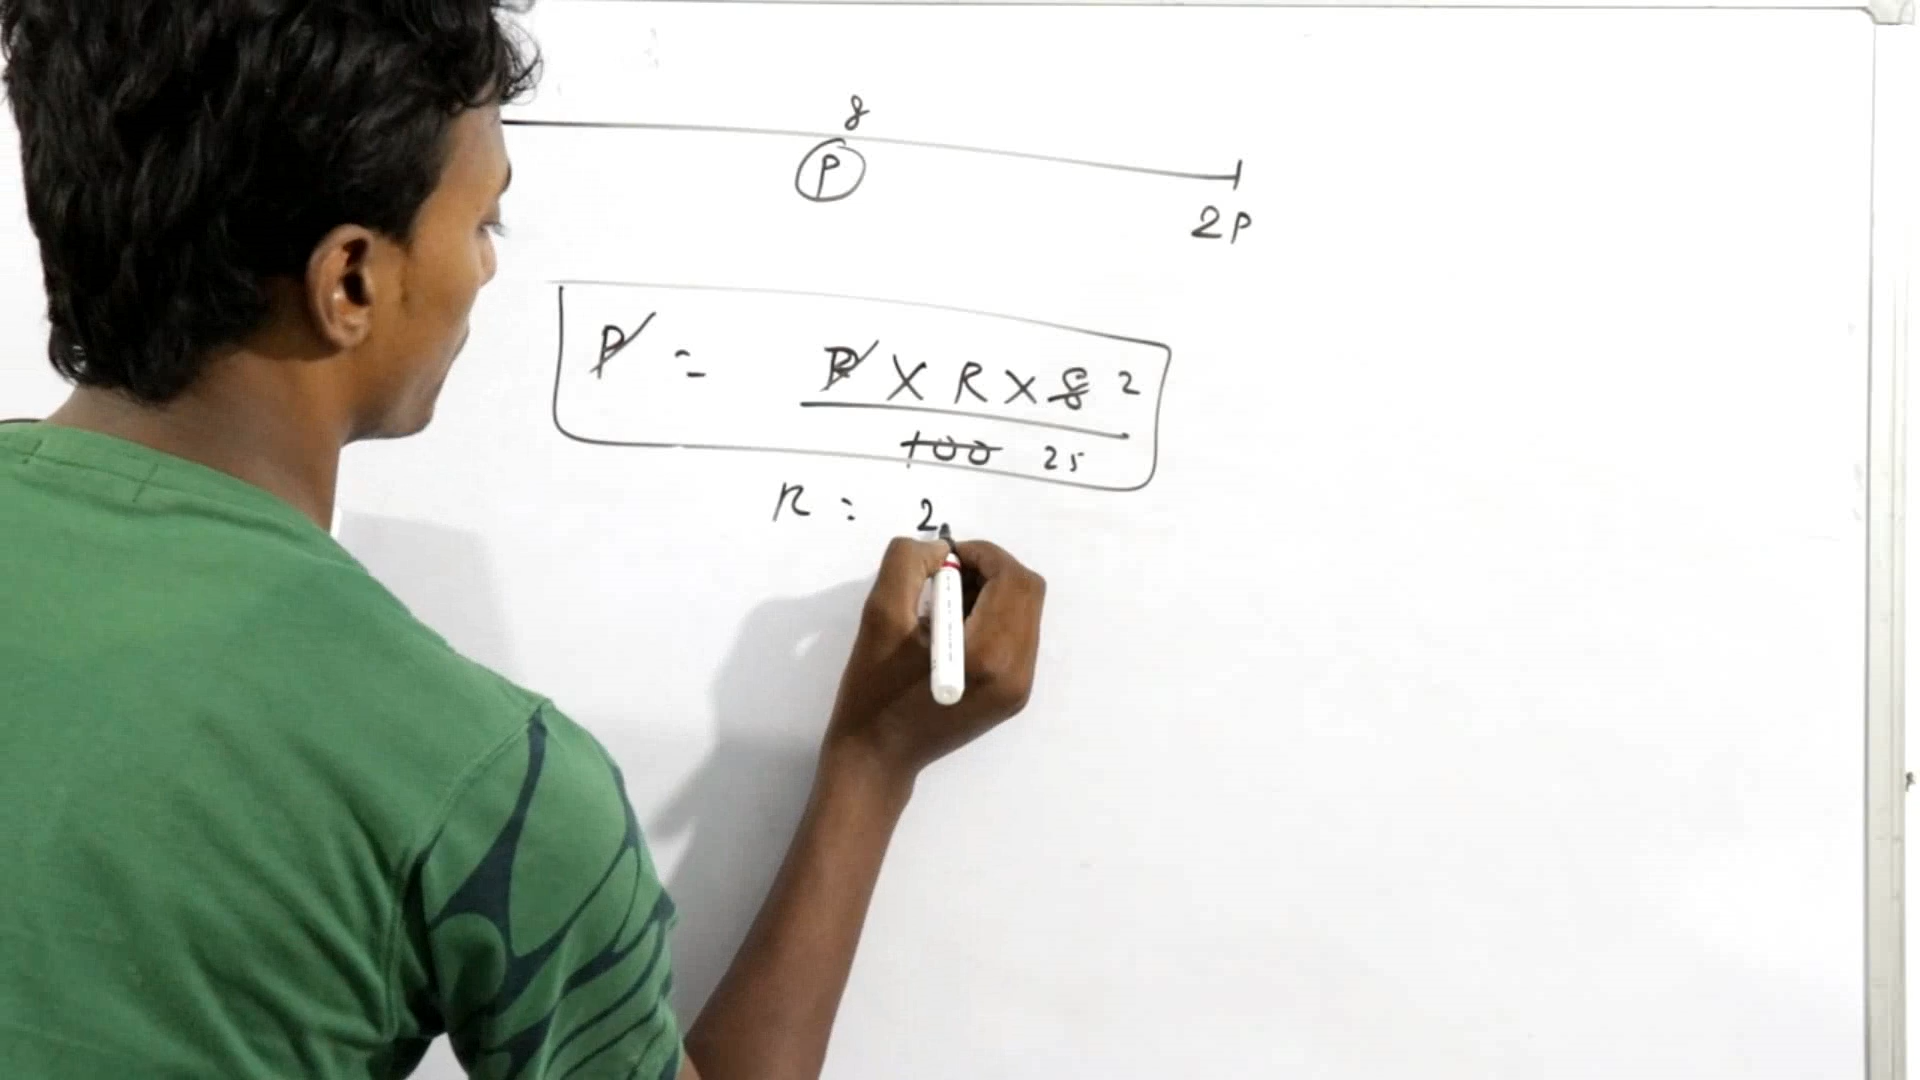 8
P
2P
P = P X R X 8 2
100 25
R = 2